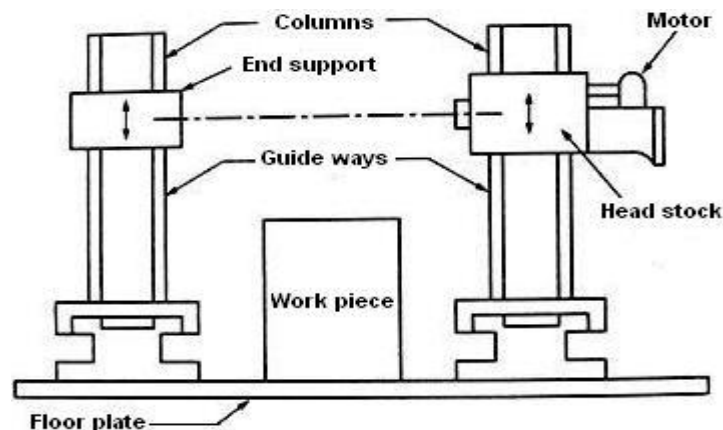 Columns
Motor
End support
Guide ways
Head stock
Work piece
Floor plate